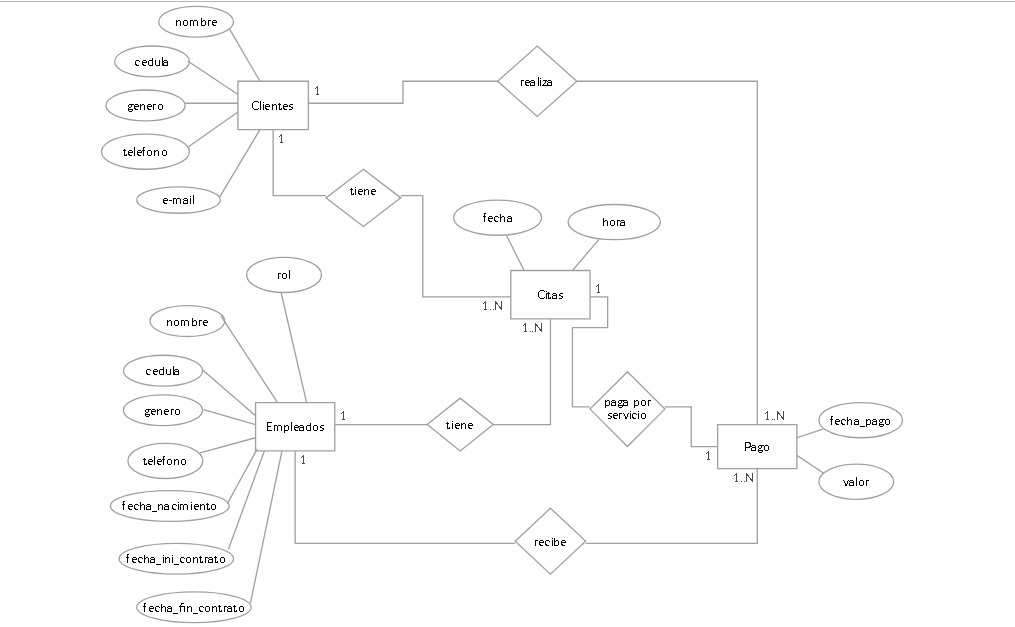 nombre
cedula
genero
telefono
e-mail
Clientes
1
1
realiza
tiene
fecha
hora
Citas
1..N
1..N
1
rol
nombre
cedula
genero
telefono
fecha_nacimiento
fecha_ini_contrato
fecha_fin_contrato
Empleados
1
1
tiene
paga por
servicio
1..N
1
1..N
Pago
fecha_pago
valor
recibe